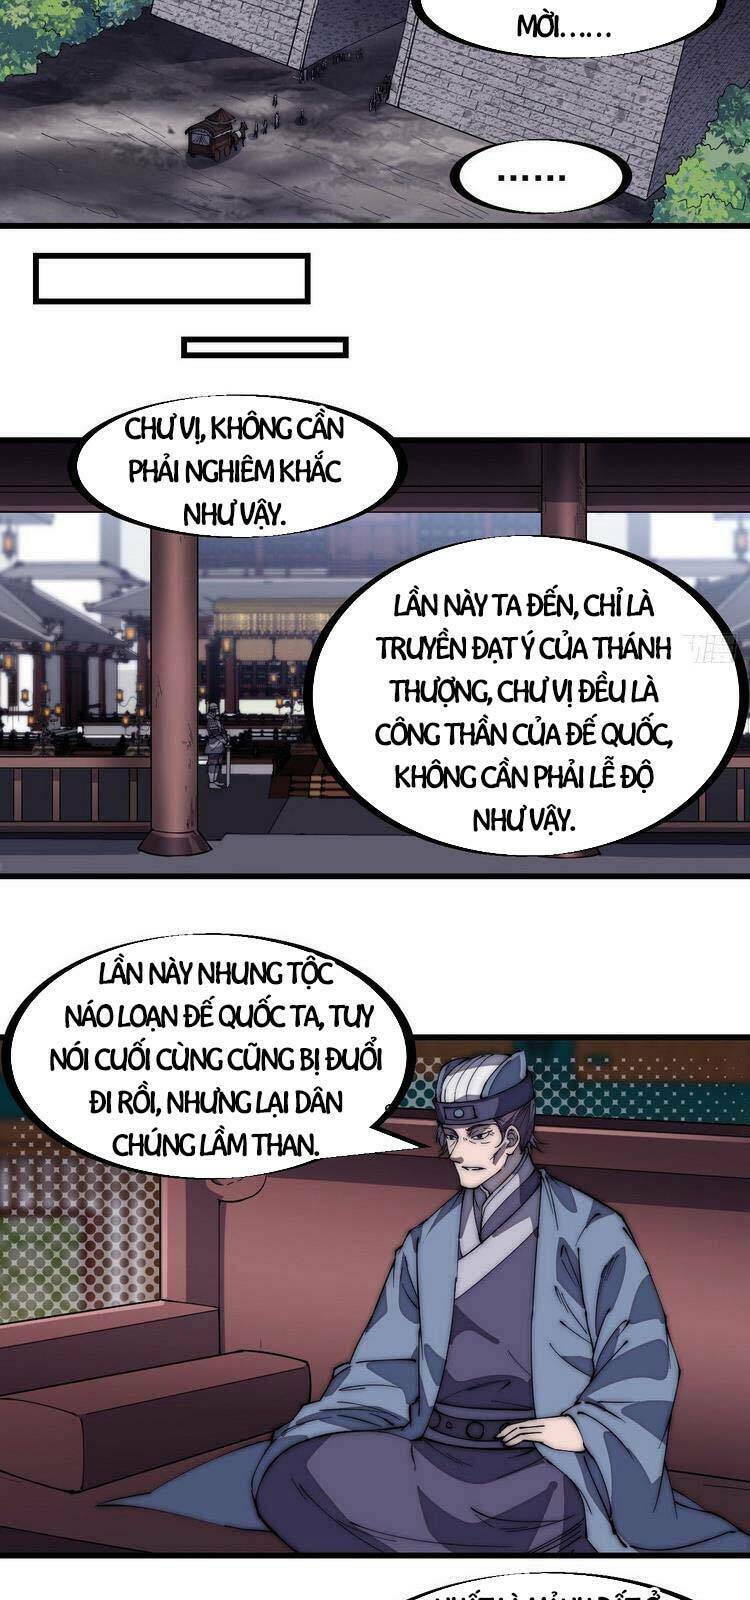 MỜI......
......
CHƯ VỊ, KHÔNG CẦN
PHẢI NGHIÊM KHẮC
NHƯ VẬY.
LẦN NÀY TA ĐẾN, CHỈ LÀ
TRUYỀN ĐẠT Ý CỦA THÁNH
THƯỢNG, CHƯ VỊ ĐỀU LÀ
CÔNG THẦN CỦA ĐẾ QUỐC,
KHÔNG CẦN PHẢI LỄ ĐỘ
NHƯ VẬY.
LẦN NÀY NHUNG TỘC
NÁO LOẠN ĐẾ QUỐC TA, TUY
NÓI CUỐI CÙNG CŨNG BỊ ĐUỔI
ĐI RỒI, NHƯNG LẠI DÂN
CHÚNG LẦM THAN.